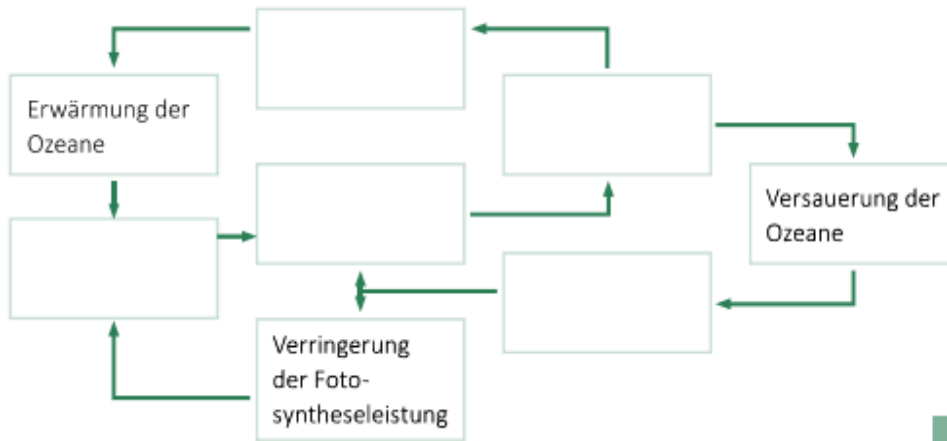 Erwärmung der
Ozeane
Versauerung der
Ozeane
Verringerung
der Foto-
syntheseleistung